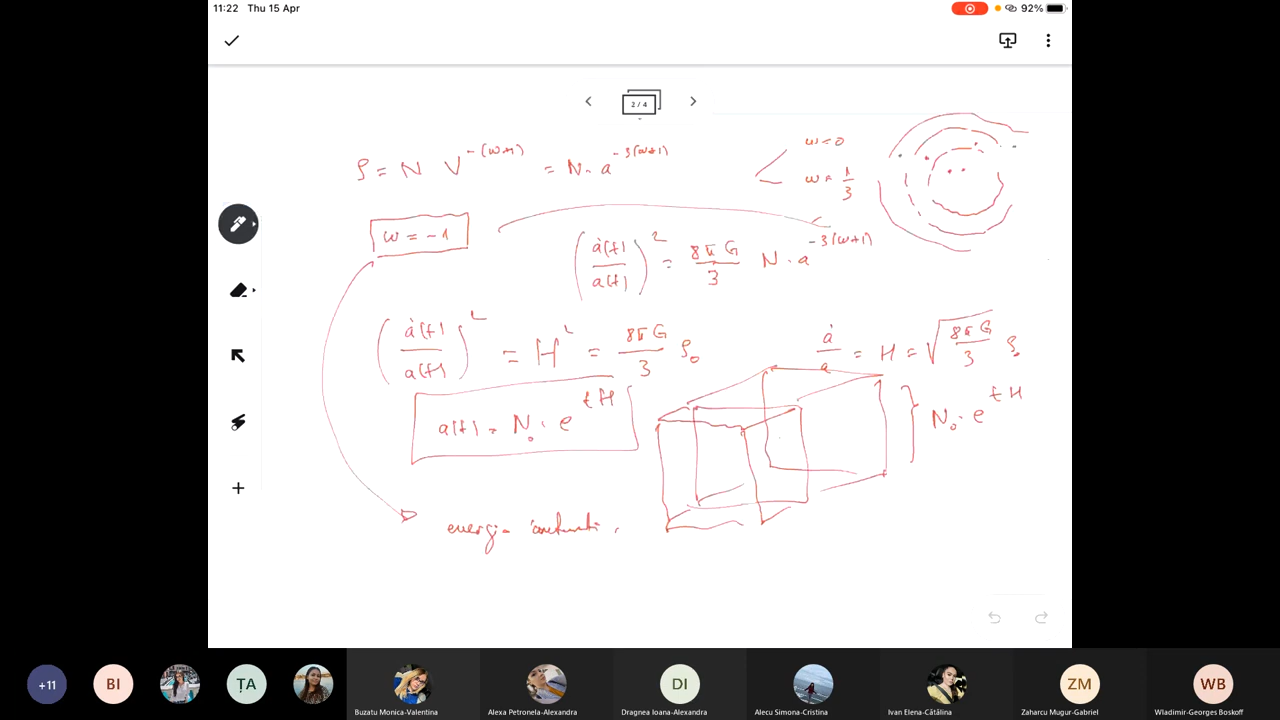 11:22 Thu 15 Apr
92%
2 / 4
ρ = N V^-(w+1) = N · a^-3(w+1)
w = 0
w = 1/3
w = -1
(ȧ(t)/a(t))² = 8πG/3 N · a^-3(w+1)
(ȧ(t)/a(t))² = H² = 8πG/3 ρ₀
ȧ/a = H = √(8πG/3) ρ₀
a(t) = N₀ · e^tH
N₀ · e^tH
+11
BI
ȚA
DI
ZM
WB
Buzatu Monica-Valentina
Alexa Petronela-Alexandra
Dragnea Ioana-Alexandra
Alecu Simona-Cristina
Ivan Elena-Cătălina
Zaharcu Mugur-Gabriel
Wladimir-Georges Boskoff